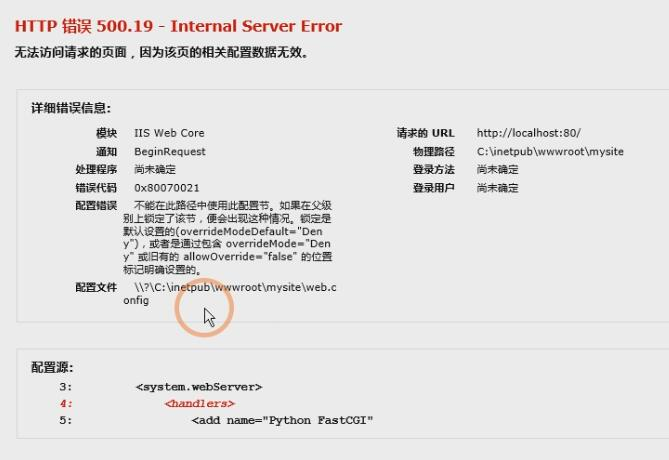 HTTP 错误 500.19 - Internal Server Error
无法访问请求的页面，因为该页的相关配置数据无效。
详细错误信息:
模块 IIS Web Core
通知 BeginRequest
处理程序 尚未确定
错误代码 0x80070021
配置错误 不能在此路径中使用此配置节。如果在父级
别上锁定了该节，便会出现这种情况。锁定是
默认设置的(overrideModeDefault="Den
y")，或者是通过包含 overrideMode="Den
y" 或旧有的 allowOverride="false" 的位置
标记明确设置的。
配置文件 \\?\C:\inetpub\wwwroot\mysite\web.c
onfig
请求的 URL http://localhost:80/
物理路径 C:\inetpub\wwwroot\mysite
登录方法 尚未确定
登录用户 尚未确定
配置源:
3: <system.webServer>
4: <handlers>
5: <add name="Python FastCGI"